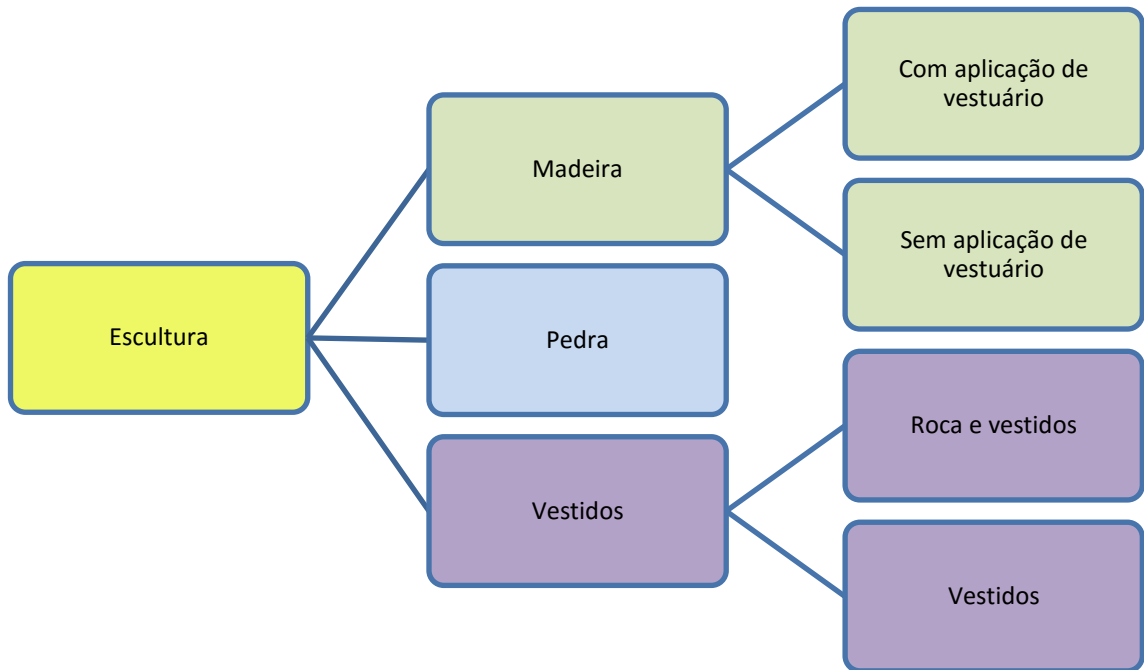 Escultura
Madeira
Com aplicação de
vestuário
Sem aplicação de
vestuário
Pedra
Vestidos
Roca e vestidos
Vestidos